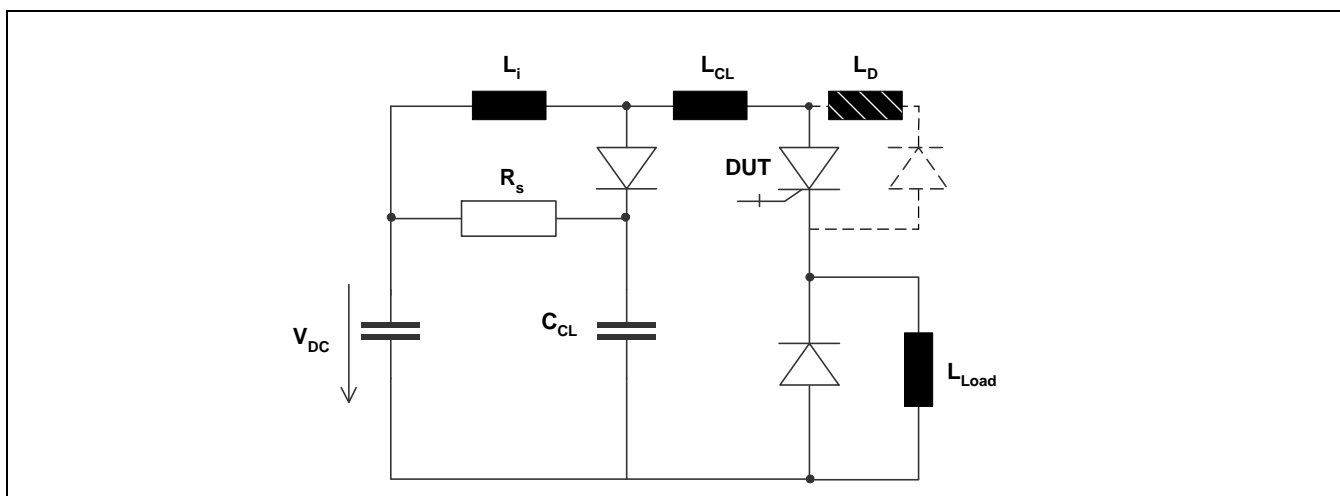 L_i
L_CL
L_D
DUT
R_s
V_DC
C_CL
L_Load